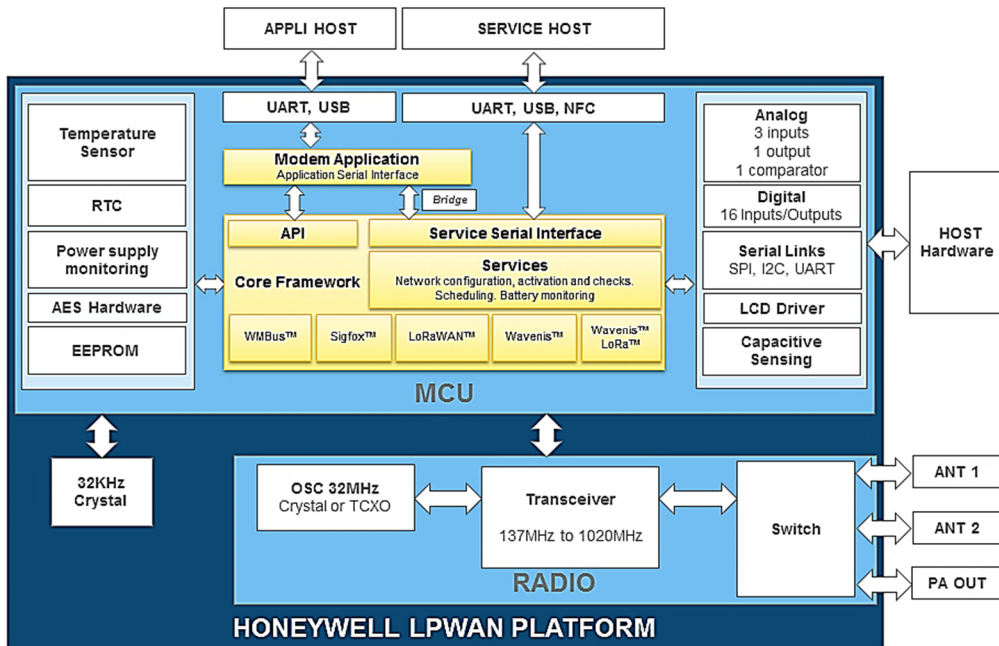 APPLI HOST
SERVICE HOST
UART, USB
UART, USB, NFC
Temperature
Sensor
RTC
Power supply
monitoring
AES Hardware
EEPROM
Modem Application
Application Serial Interface
Bridge
API
Service Serial Interface
Core Framework
Services
Network configuration, activation and checks.
Scheduling. Battery monitoring
WMBus™
Sigfox™
LoRaWAN™
Wavenis™
Wavenis™
LoRa™
Analog
3 inputs
1 output
1 comparator
Digital
16 Inputs/Outputs
Serial Links
SPI, I2C, UART
LCD Driver
Capacitive
Sensing
HOST
Hardware
MCU
32KHz
Crystal
OSC 32MHz
Crystal or TCXO
Transceiver
137MHz to 1020MHz
Switch
ANT 1
ANT 2
PA OUT
RADIO
HONEYWELL LPWAN PLATFORM